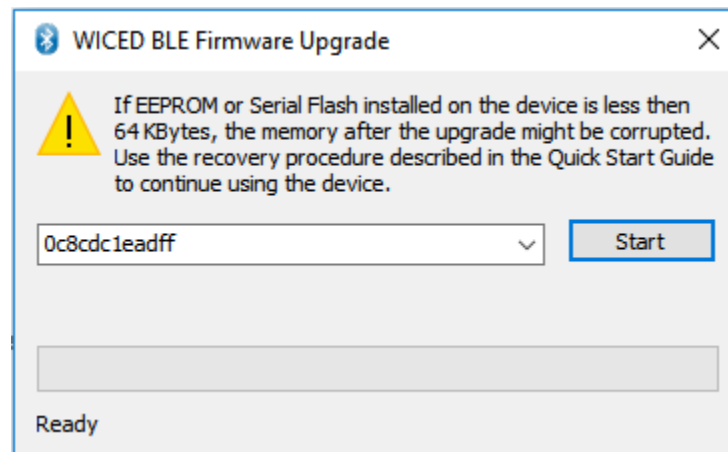 WICED BLE Firmware Upgrade
If EEPROM or Serial Flash installed on the device is less then
64 KBytes, the memory after the upgrade might be corrupted.
Use the recovery procedure described in the Quick Start Guide
to continue using the device.
0c8cdc1eadff
Start
Ready